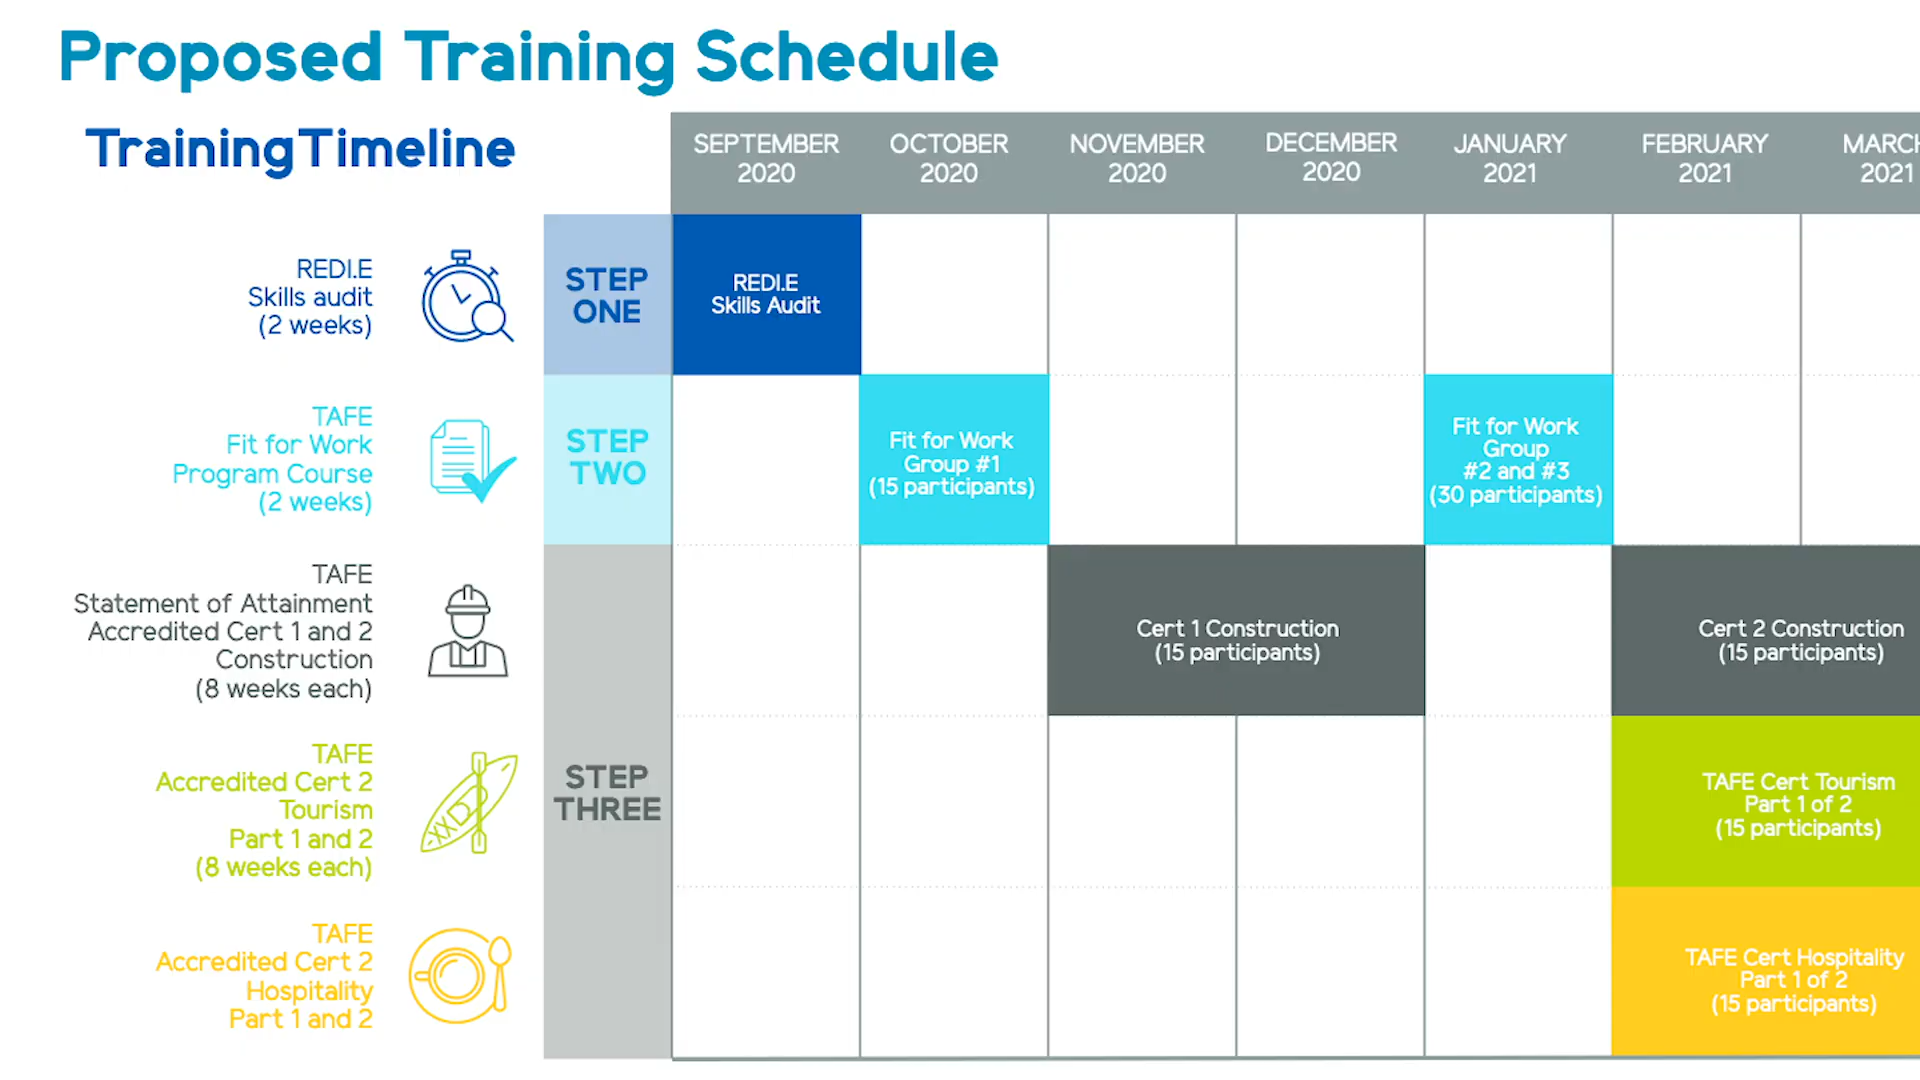 Proposed Training Schedule
Training Timeline
SEPTEMBER
2020
OCTOBER
2020
NOVEMBER
2020
DECEMBER
2020
JANUARY
2021
FEBRUARY
2021
MARCH
2021
REDI.E
Skills audit
(2 weeks)
STEP
ONE
REDI.E
Skills Audit
TAFE
Fit for Work
Program Course
(2 weeks)
STEP
TWO
Fit for Work
Group #1
(15 participants)
Fit for Work
Group
#2 and #3
(30 participants)
TAFE
Statement of Attainment
Accredited Cert 1 and 2
Construction
(8 weeks each)
STEP
THREE
Cert 1 Construction
(15 participants)
Cert 2 Construction
(15 participants)
TAFE
Accredited Cert 2
Tourism
Part 1 and 2
(8 weeks each)
TAFE Cert Tourism
Part 1 of 2
(15 participants)
TAFE
Accredited Cert 2
Hospitality
Part 1 and 2
TAFE Cert Hospitality
Part 1 of 2
(15 participants)